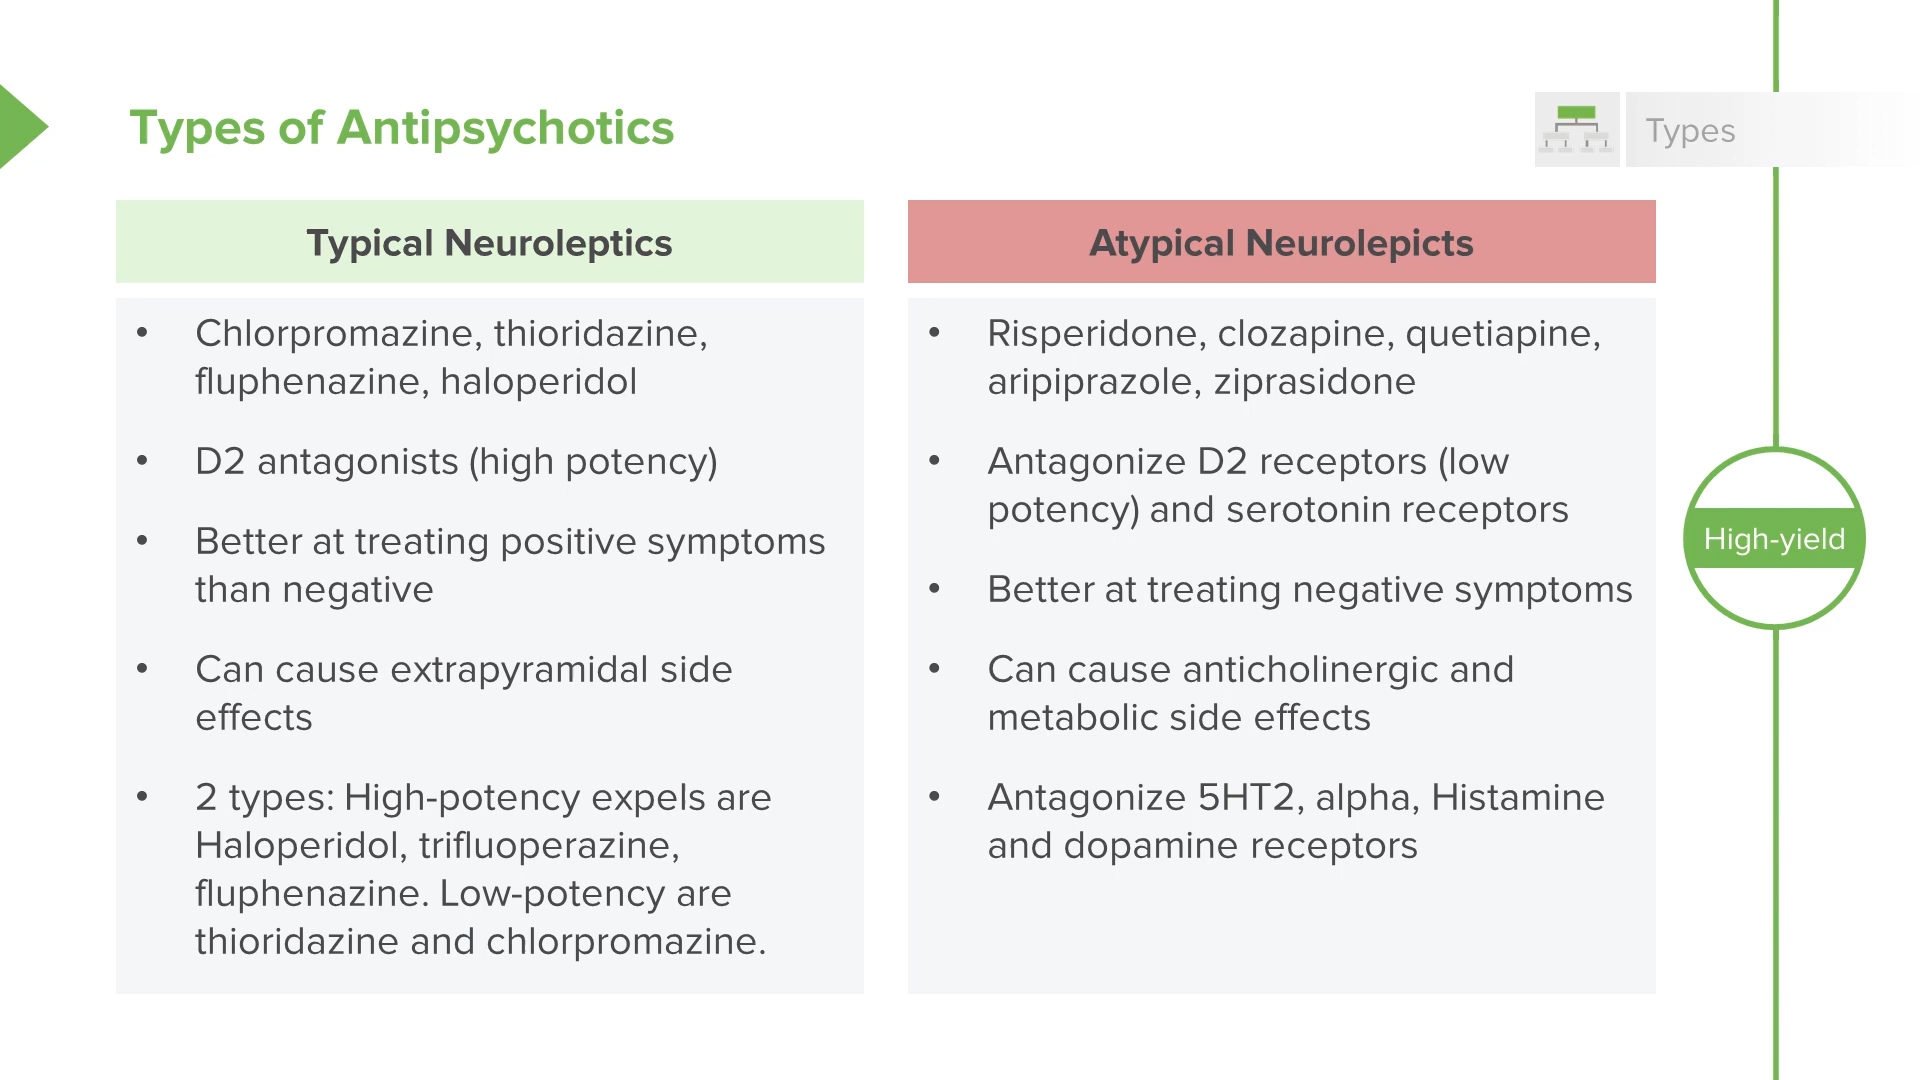 Types of Antipsychotics
Types
Typical Neuroleptics
• Chlorpromazine, thioridazine,
fluphenazine, haloperidol
• D2 antagonists (high potency)
• Better at treating positive symptoms
than negative
• Can cause extrapyramidal side
effects
• 2 types: High-potency expels are
Haloperidol, trifluoperazine,
fluphenazine. Low-potency are
thioridazine and chlorpromazine.
Atypical Neurolepicts
• Risperidone, clozapine, quetiapine,
aripiprazole, ziprasidone
• Antagonize D2 receptors (low
potency) and serotonin receptors
• Better at treating negative symptoms
• Can cause anticholinergic and
metabolic side effects
• Antagonize 5HT2, alpha, Histamine
and dopamine receptors
High-yield